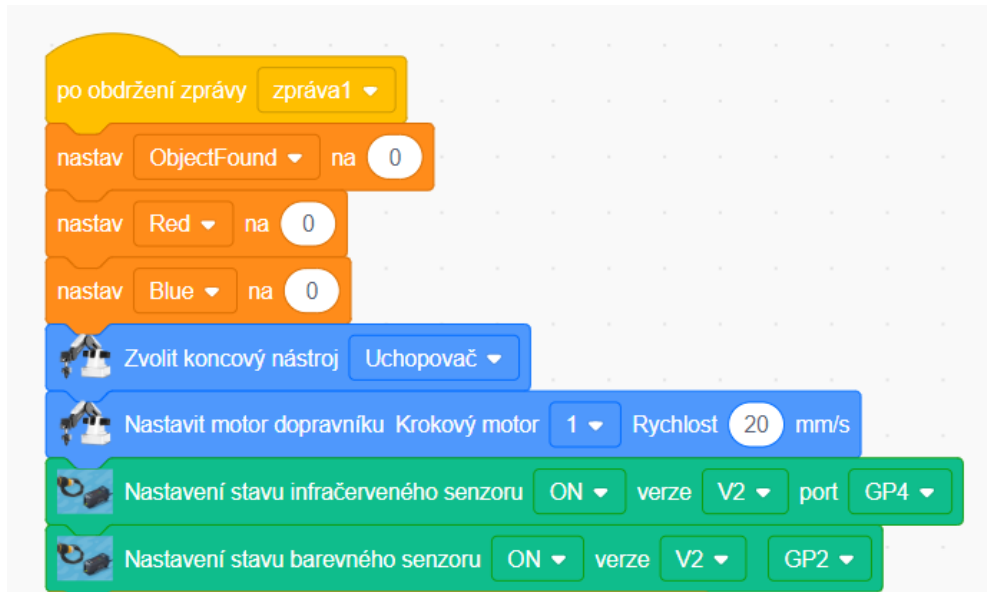 po obdržení zprávy zpráva1
nastav ObjectFound na 0
nastav Red na 0
nastav Blue na 0
Zvolit koncový nástroj Uchopovač
Nastavit motor dopravníku Krokový motor 1 Rychlost 20 mm/s
Nastavení stavu infračerveného senzoru ON verze V2 port GP4
Nastavení stavu barevného senzoru ON verze V2 GP2